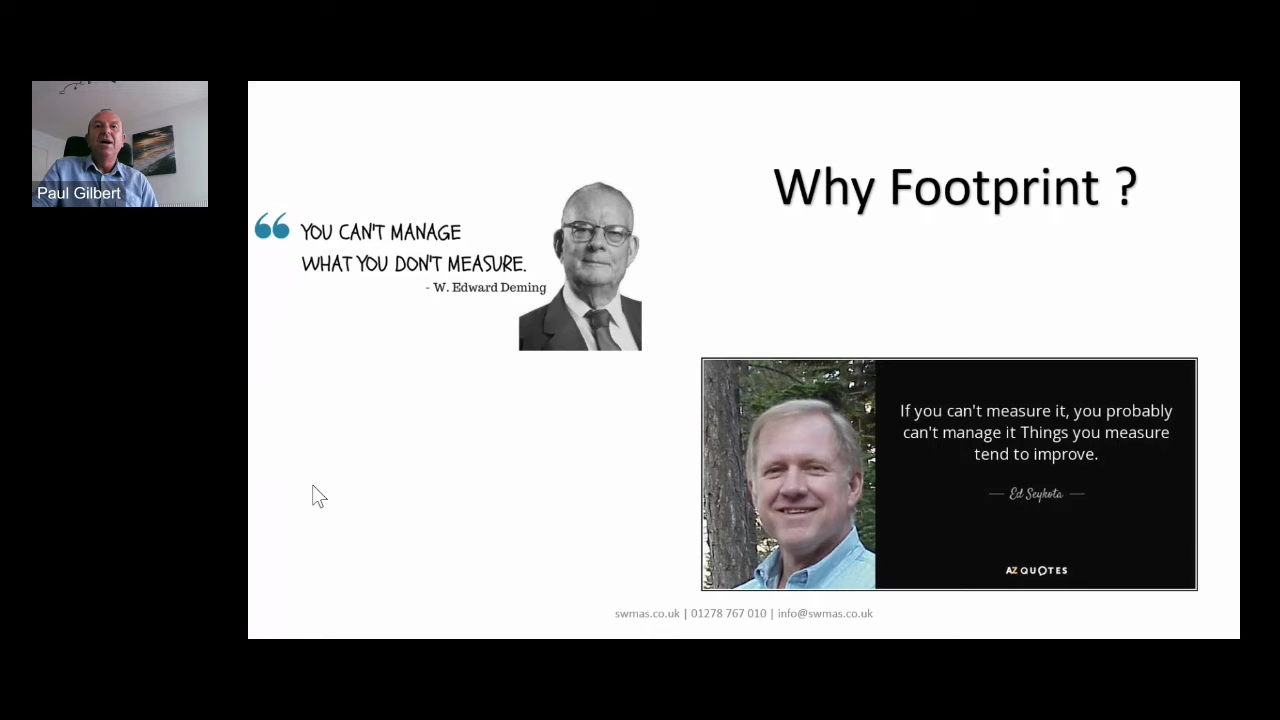 Paul Gilbert
Why Footprint ?
“ YOU CAN'T MANAGE
WHAT YOU DON'T MEASURE.
- W. Edward Deming
If you can't measure it, you probably
can't manage it Things you measure
tend to improve.
Ed Seykota
AZ QUOTES
swmas.co.uk | 01278 767 010 | info@swmas.co.uk